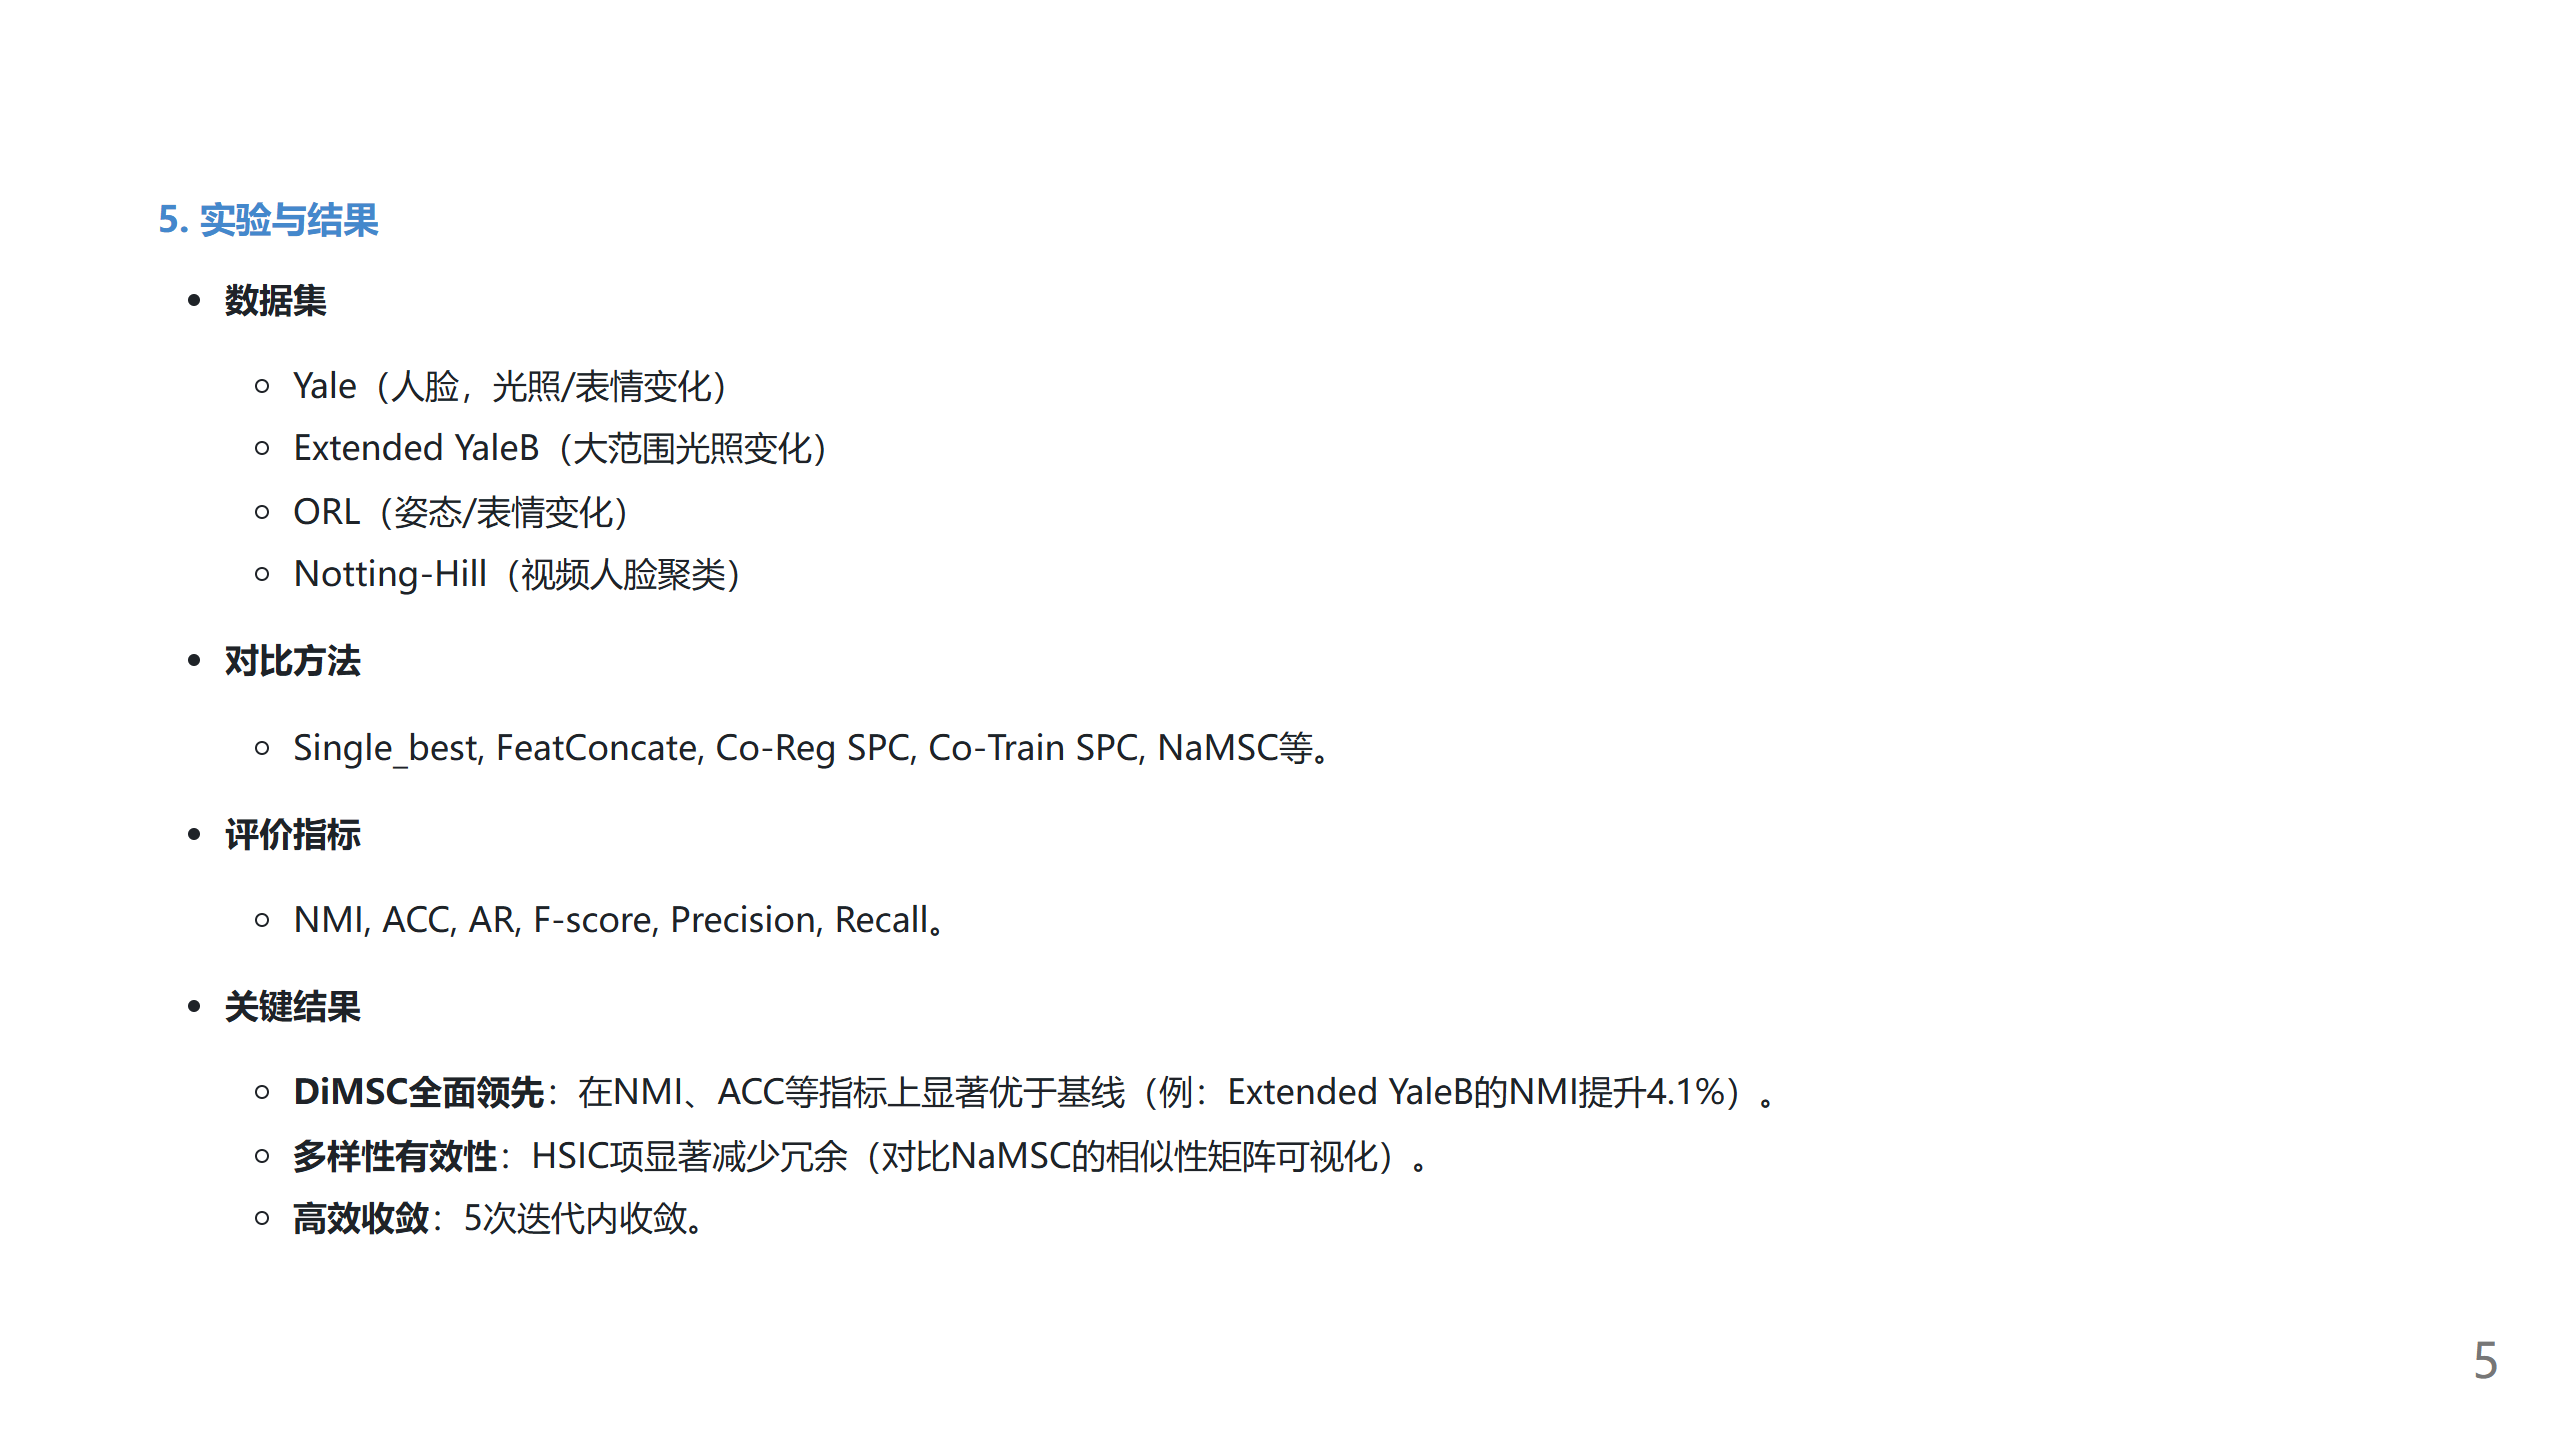 5. 实验与结果
数据集
Yale（人脸，光照/表情变化）
Extended YaleB（大范围光照变化）
ORL（姿态/表情变化）
Notting-Hill（视频人脸聚类）
对比方法
Single_best, FeatConcate, Co-Reg SPC, Co-Train SPC, NaMSC等。
评价指标
NMI, ACC, AR, F-score, Precision, Recall。
关键结果
DiMSC全面领先：在NMI、ACC等指标上显著优于基线（例：Extended YaleB的NMI提升4.1%）。
多样性有效性：HSIC项显著减少冗余（对比NaMSC的相似性矩阵可视化）。
高效收敛：5次迭代内收敛。
5